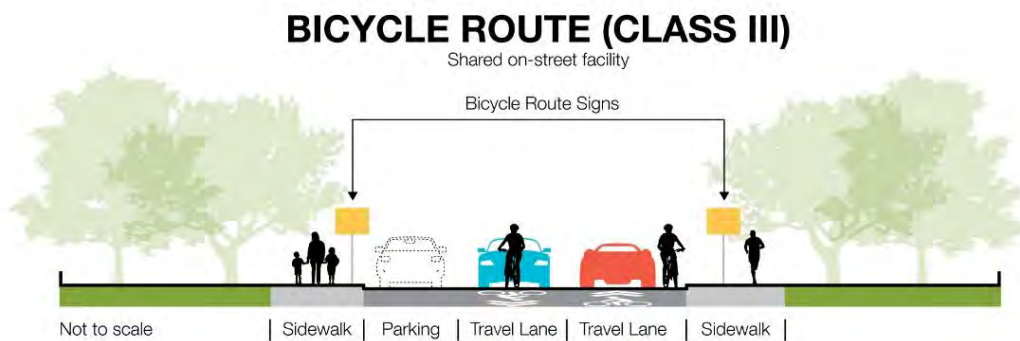 BICYCLE ROUTE (CLASS III)
Shared on-street facility
Bicycle Route Signs
Not to scale
Sidewalk
Parking
Travel Lane
Travel Lane
Sidewalk